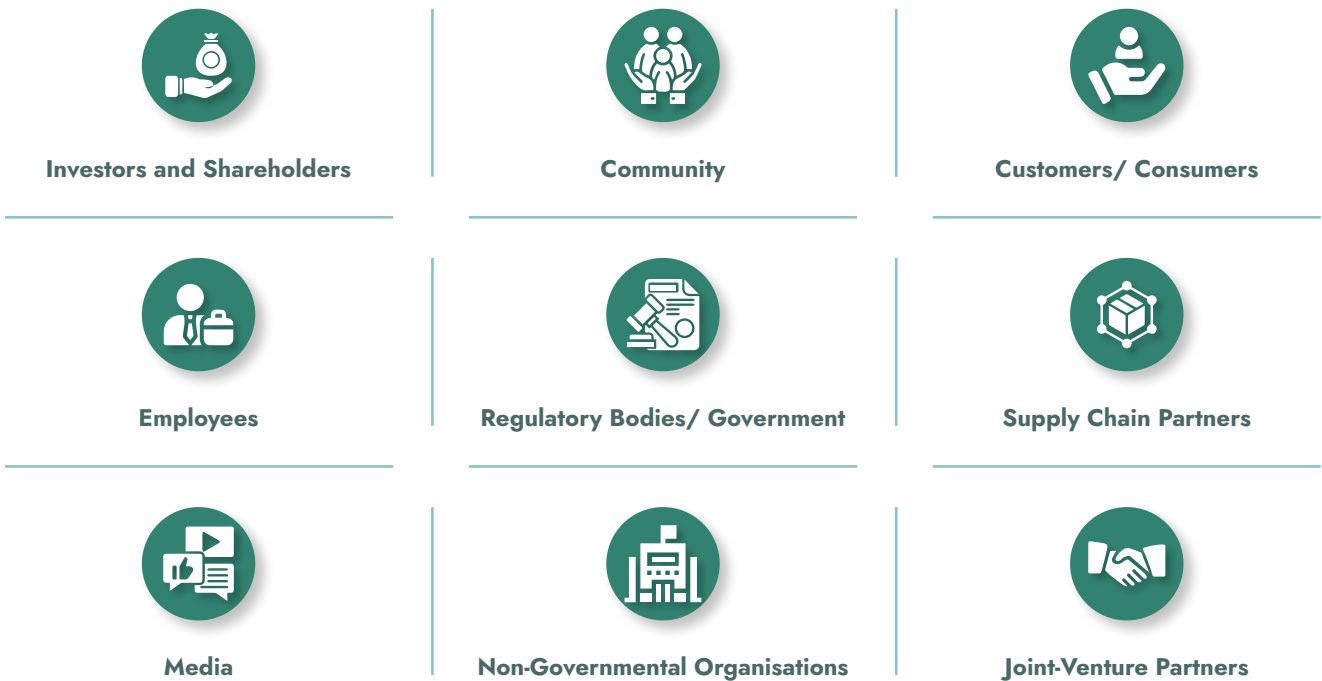 Investors and Shareholders
Community
Customers/ Consumers
Employees
Regulatory Bodies/ Government
Supply Chain Partners
Media
Non-Governmental Organisations
Joint-Venture Partners